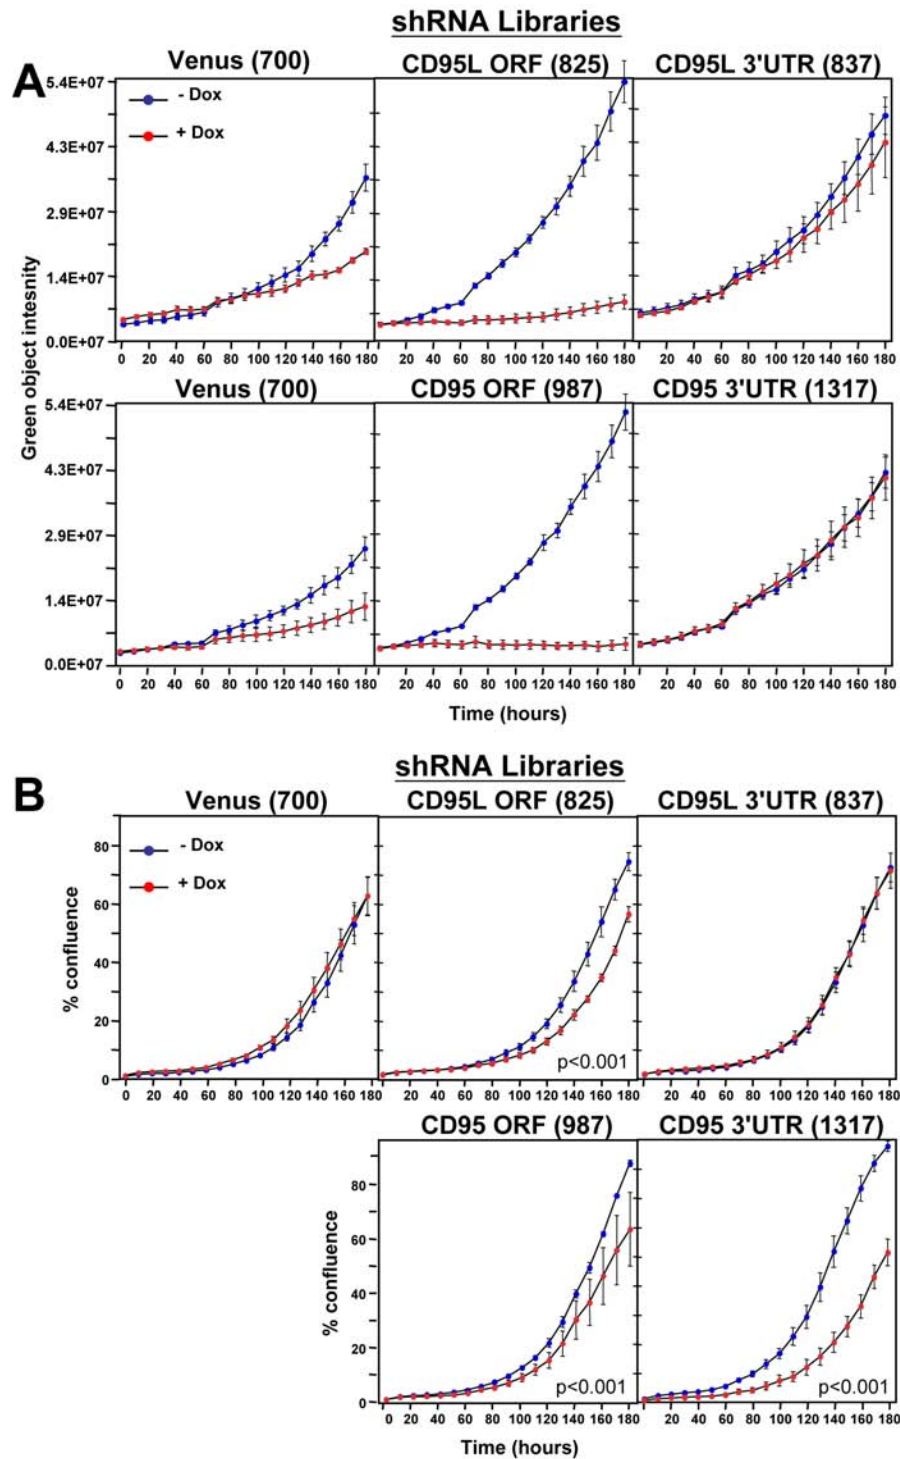 shRNA Libraries
A
Venus (700)
CD95L ORF (825)
CD95L 3'UTR (837)
- Dox
+ Dox
5.4E+07
4.3E+07
2.9E+07
1.4E+07
0.0E+07
0 20 40 60 80 100 120 140 160 180
0 20 40 60 80 100 120 140 160 180
0 20 40 60 80 100 120 140 160 180
Green object intesnity
Venus (700)
CD95 ORF (987)
CD95 3'UTR (1317)
5.4E+07
4.3E+07
2.9E+07
1.4E+07
0.0E+07
0 20 40 60 80 100 120 140 160 180
0 20 40 60 80 100 120 140 160 180
0 20 40 60 80 100 120 140 160 180
Time (hours)
shRNA Libraries
B
Venus (700)
CD95L ORF (825)
CD95L 3'UTR (837)
- Dox
+ Dox
80
60
40
20
0
% confluence
p<0.001
0 20 40 60 80 100 120 140 160 180
0 20 40 60 80 100 120 140 160 180
0 20 40 60 80 100 120 140 160 180
CD95 ORF (987)
CD95 3'UTR (1317)
80
60
40
20
0
% confluence
p<0.001
p<0.001
0 20 40 60 80 100 120 140 160 180
0 20 40 60 80 100 120 140 160 180
Time (hours)